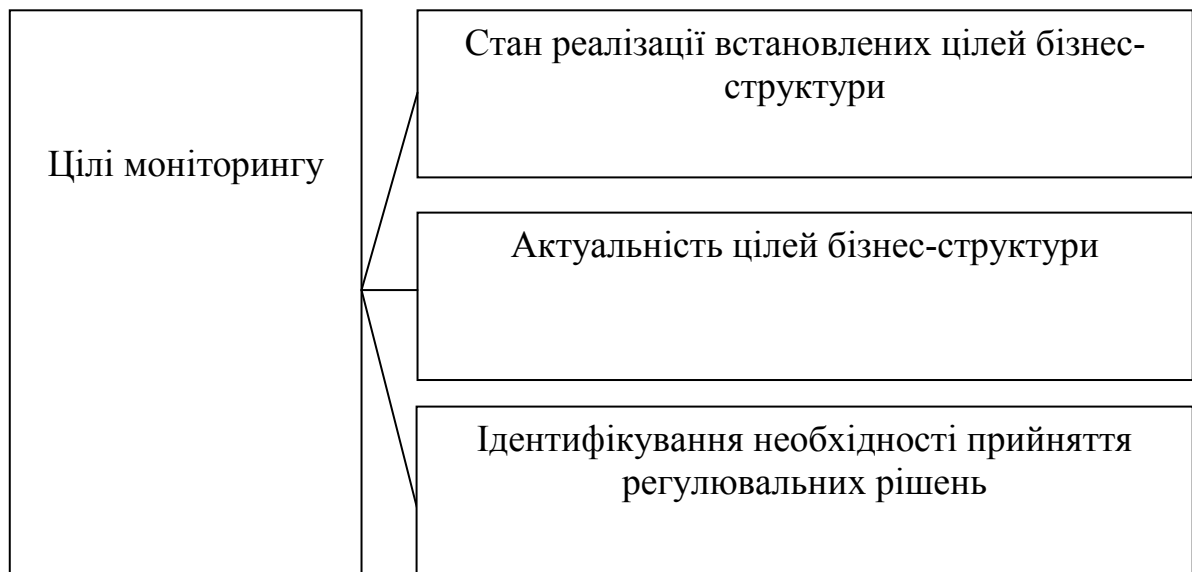 Цілі моніторингу
Стан реалізації встановлених цілей бізнес-
структури
Актуальність цілей бізнес-структури
Ідентифікування необхідності прийняття
регулювальних рішень